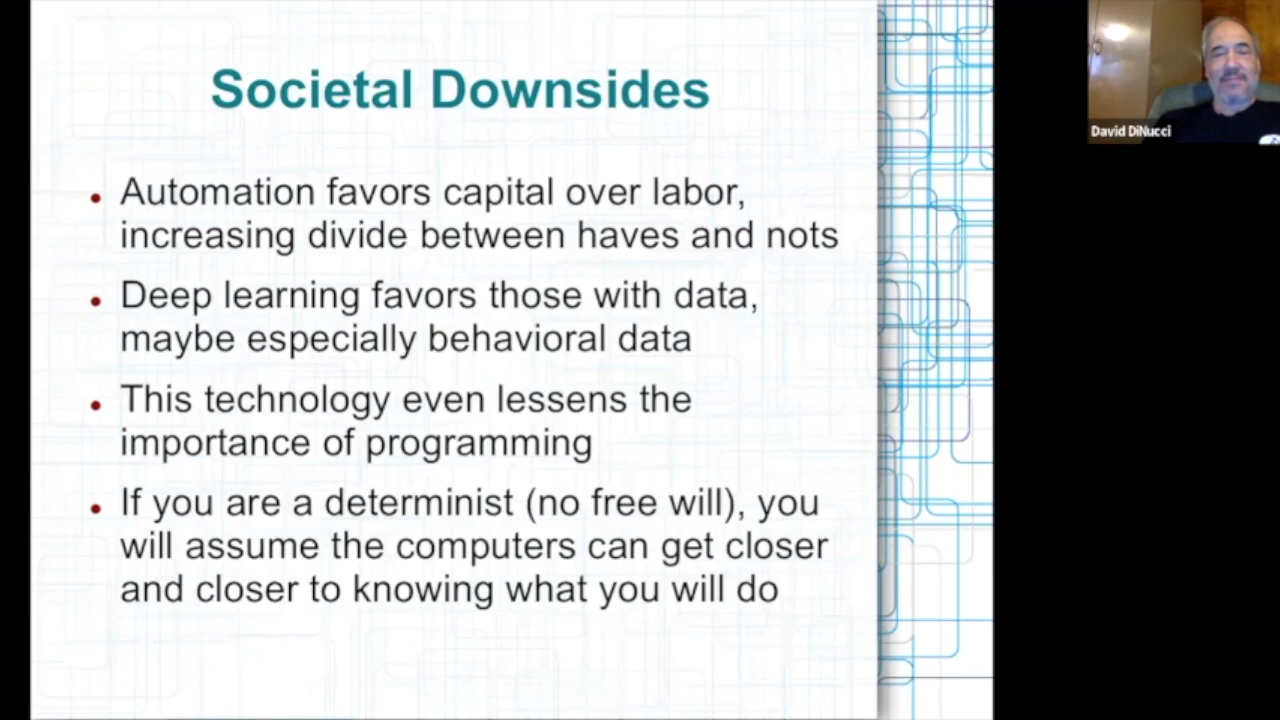 Societal Downsides
• Automation favors capital over labor,
increasing divide between haves and nots
• Deep learning favors those with data,
maybe especially behavioral data
• This technology even lessens the
importance of programming
• If you are a determinist (no free will), you
will assume the computers can get closer
and closer to knowing what you will do
David DiNucci